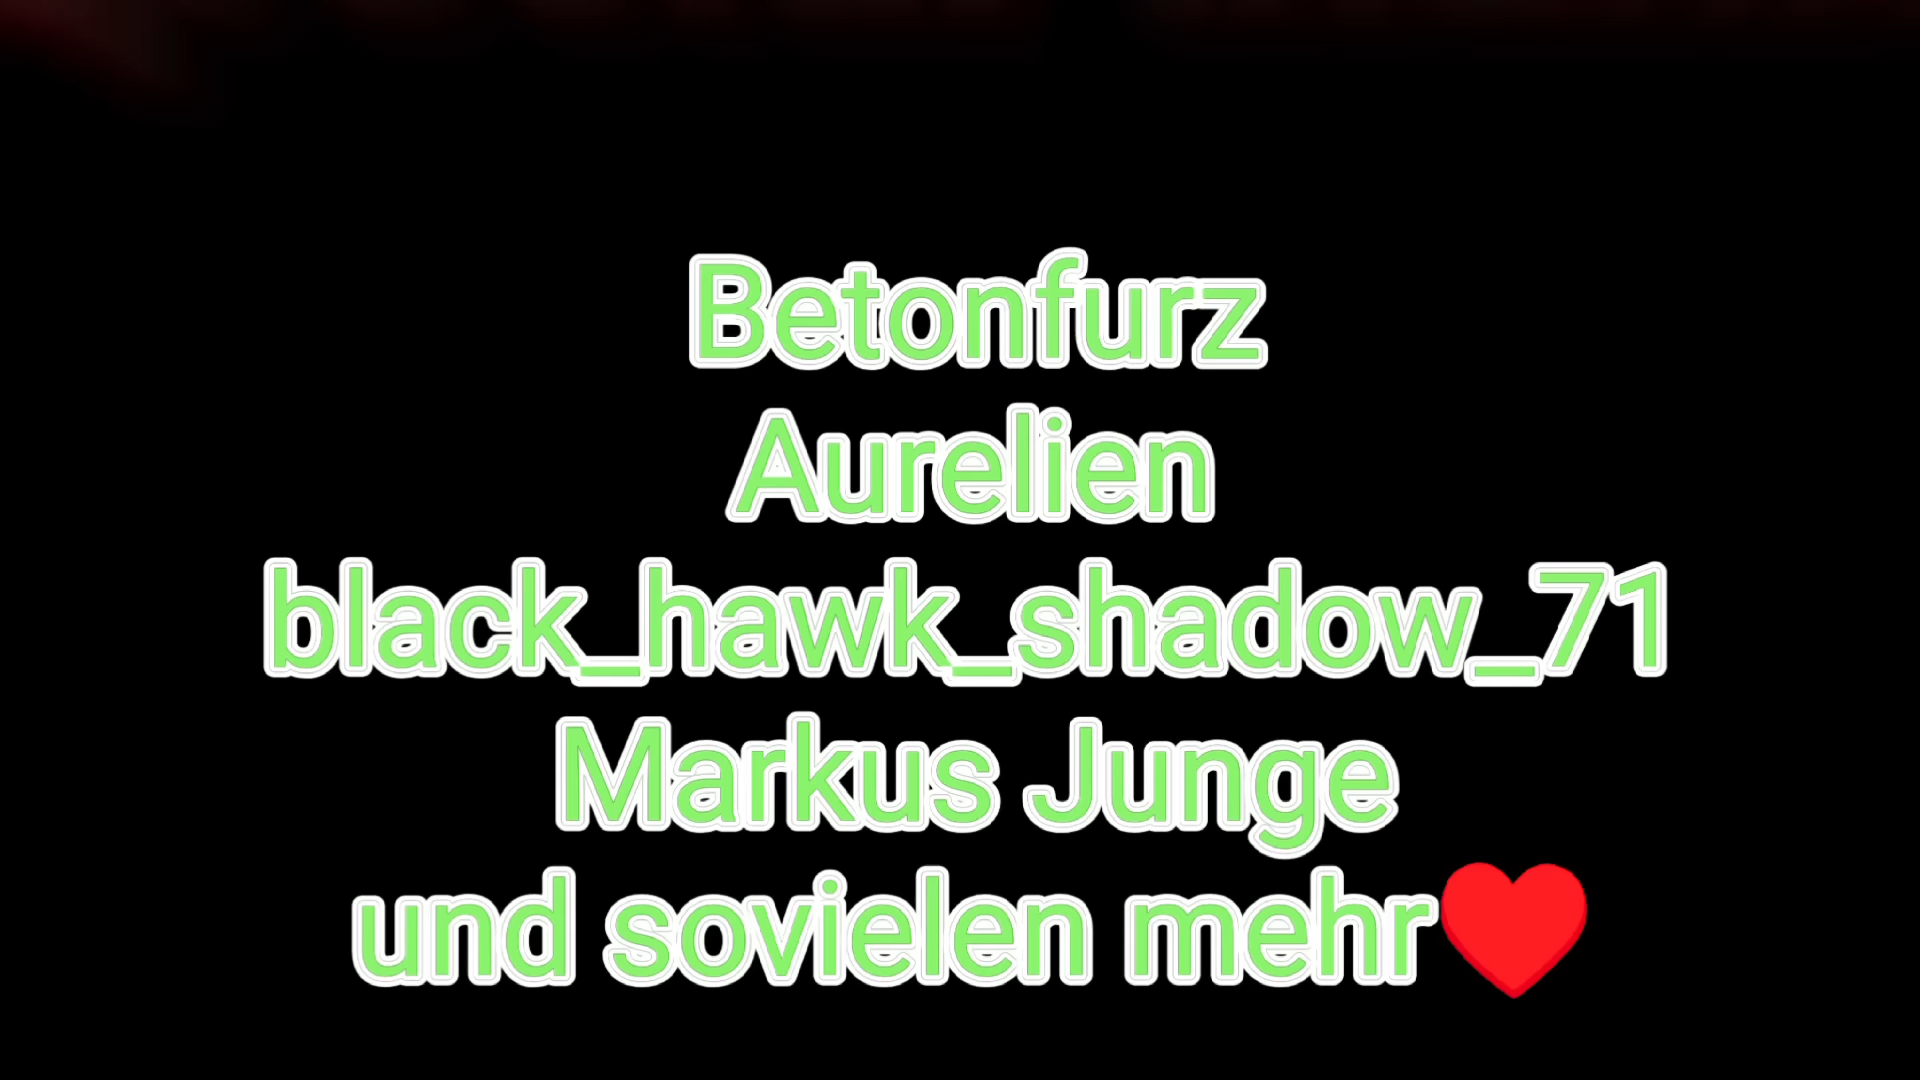 Betonfurz
Aurelien
black_hawk_shadow_71
Markus Junge
und sovielen mehr❤️